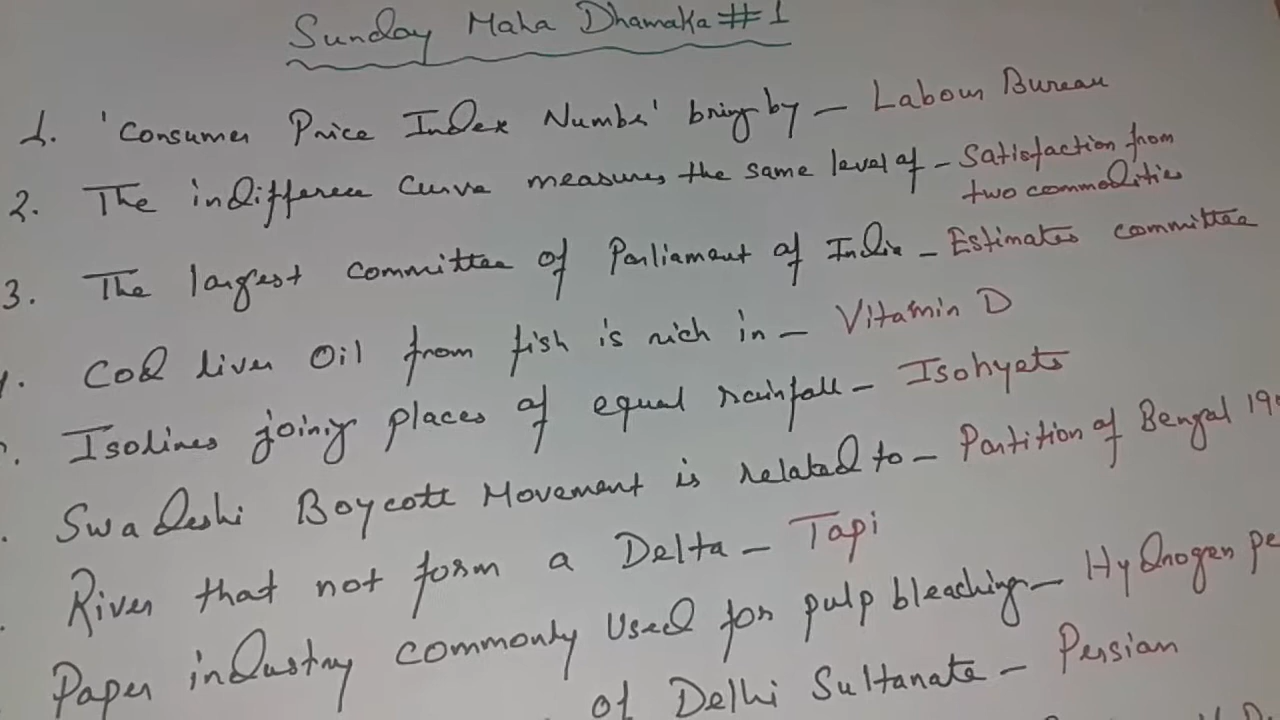 Sunday Maha Dhamaka #1
1. 'Consumer Price Index Number' bring by - Labour Bureau
2. The indifference Curve measures the same level of - Satisfaction from
two commodities
3. The largest committee of Parliament of India - Estimates committee
Cod liver Oil from fish is rich in - Vitamin D
Isolines joining places of equal rainfall - Isohyets
Swadeshi Boycott Movement is related to - Partition of Bengal 19
River that not form a Delta - Tapi
Paper industry commonly Used for pulp bleaching - Hydrogen pe
of Delhi Sultanate - Persian